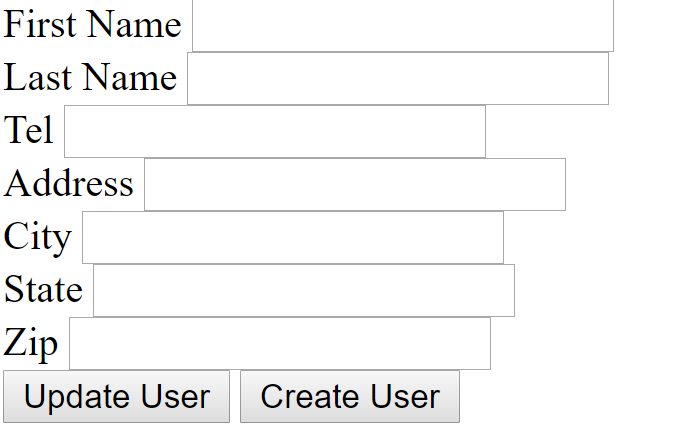 First Name
Last Name
Tel
Address
City
State
Zip
Update User Create User